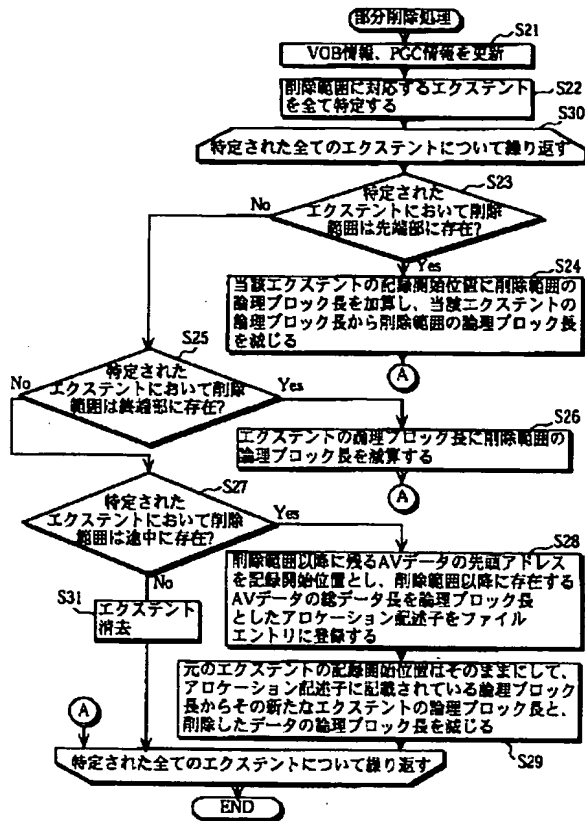 部分削除処理
S21
VOB情報、PGC情報を更新
S22
削除範囲に対応するエクステント
を全て特定する
S30
特定された全てのエクステントについて繰り返す
S23
特定された
エクステントにおいて削除
範囲は先端部に存在?
No
Yes
S24
当該エクステントの記録開始位置に削除範囲の
論理ブロック長を加算し、当該エクステントの
論理ブロック長から削除範囲の論理ブロック長
を減じる
A
S25
特定された
エクステントにおいて削除
範囲は終端部に存在?
No
Yes
S26
エクステントの論理ブロック長に削除範囲の
論理ブロック長を減算する
A
S27
特定された
エクステントにおいて削除
範囲は途中に存在?
Yes
No
S28
削除範囲以降に残るAVデータの先頭アドレス
を記録開始位置とし、削除範囲以降に存在する
AVデータの総データ長を論理ブロック長
としたアロケーション記述子をファイル
エントリに登録する
S31
エクステント
消去
元のエクステントの記録開始位置はそのままにして、
アロケーション記述子に記載されている論理ブロック
長からその新たなエクステントの論理ブロック長と、
削除したデータの論理ブロック長を減じる
S29
A
特定された全てのエクステントについて繰り返す
END